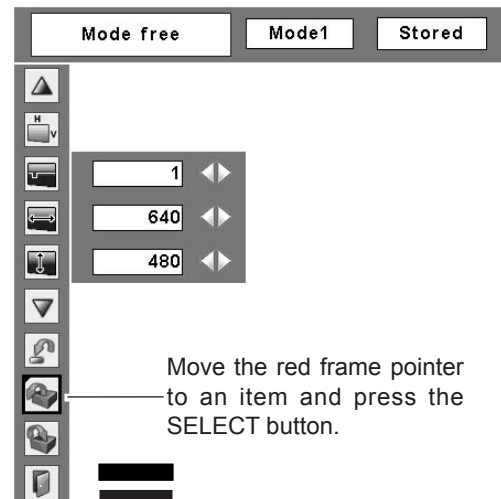 Mode free Mode1 Stored
H
V
1
640
480
Move the red frame pointer
to an item and press the
SELECT button.